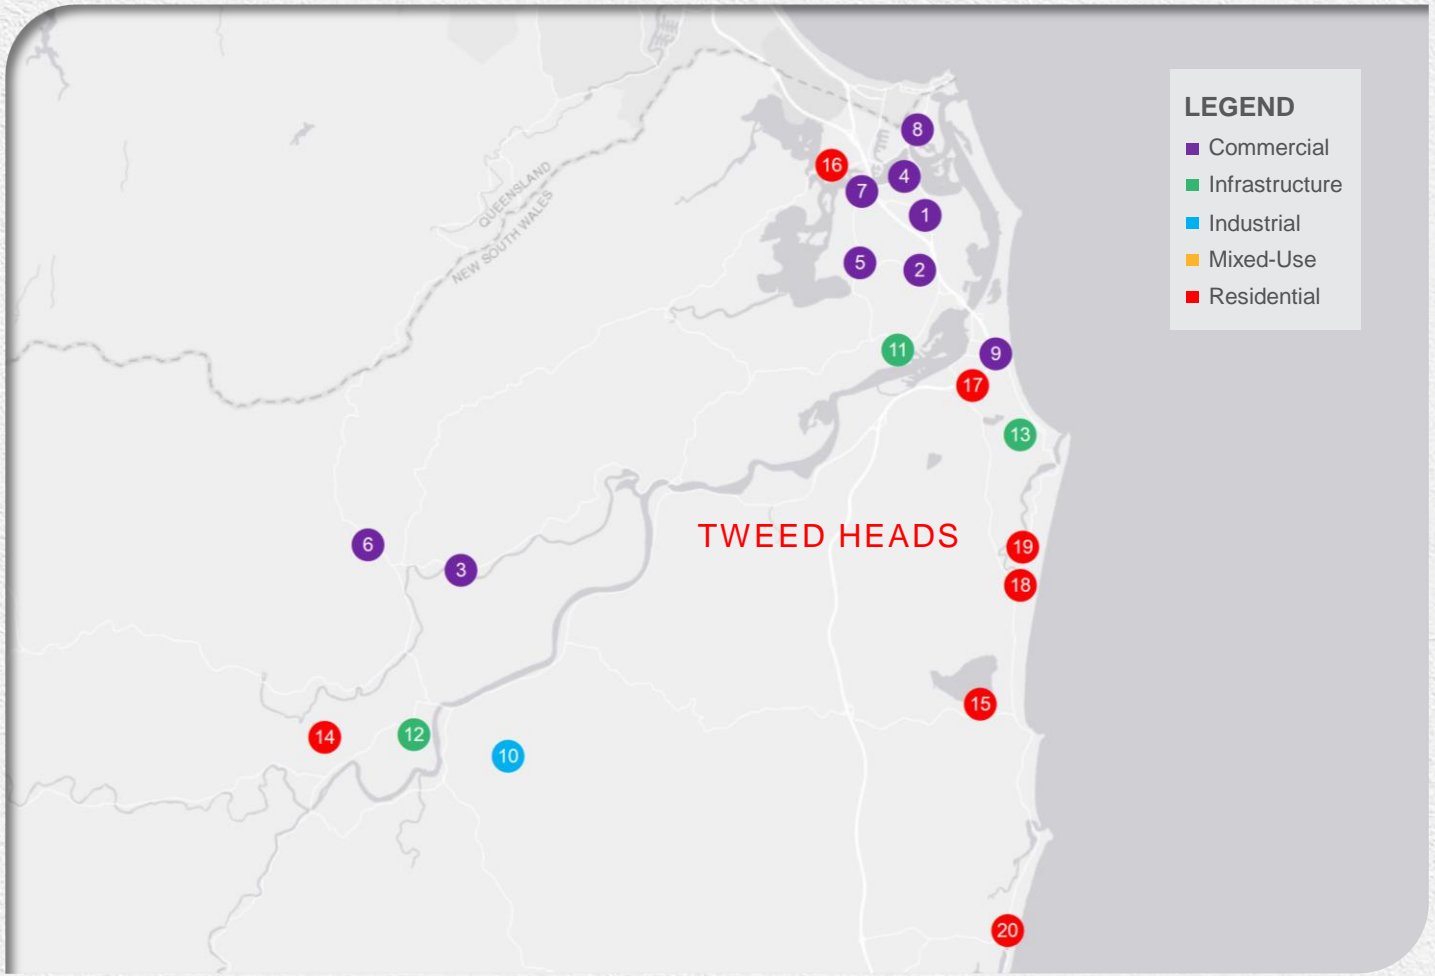 LEGEND
Commercial
Infrastructure
Industrial
Mixed-Use
Residential
8
16
4
7
1
QUEENSLAND
NEW SOUTH WALES
5
2
11
9
17
13
TWEED HEADS
6
19
3
18
15
14
12
10
20